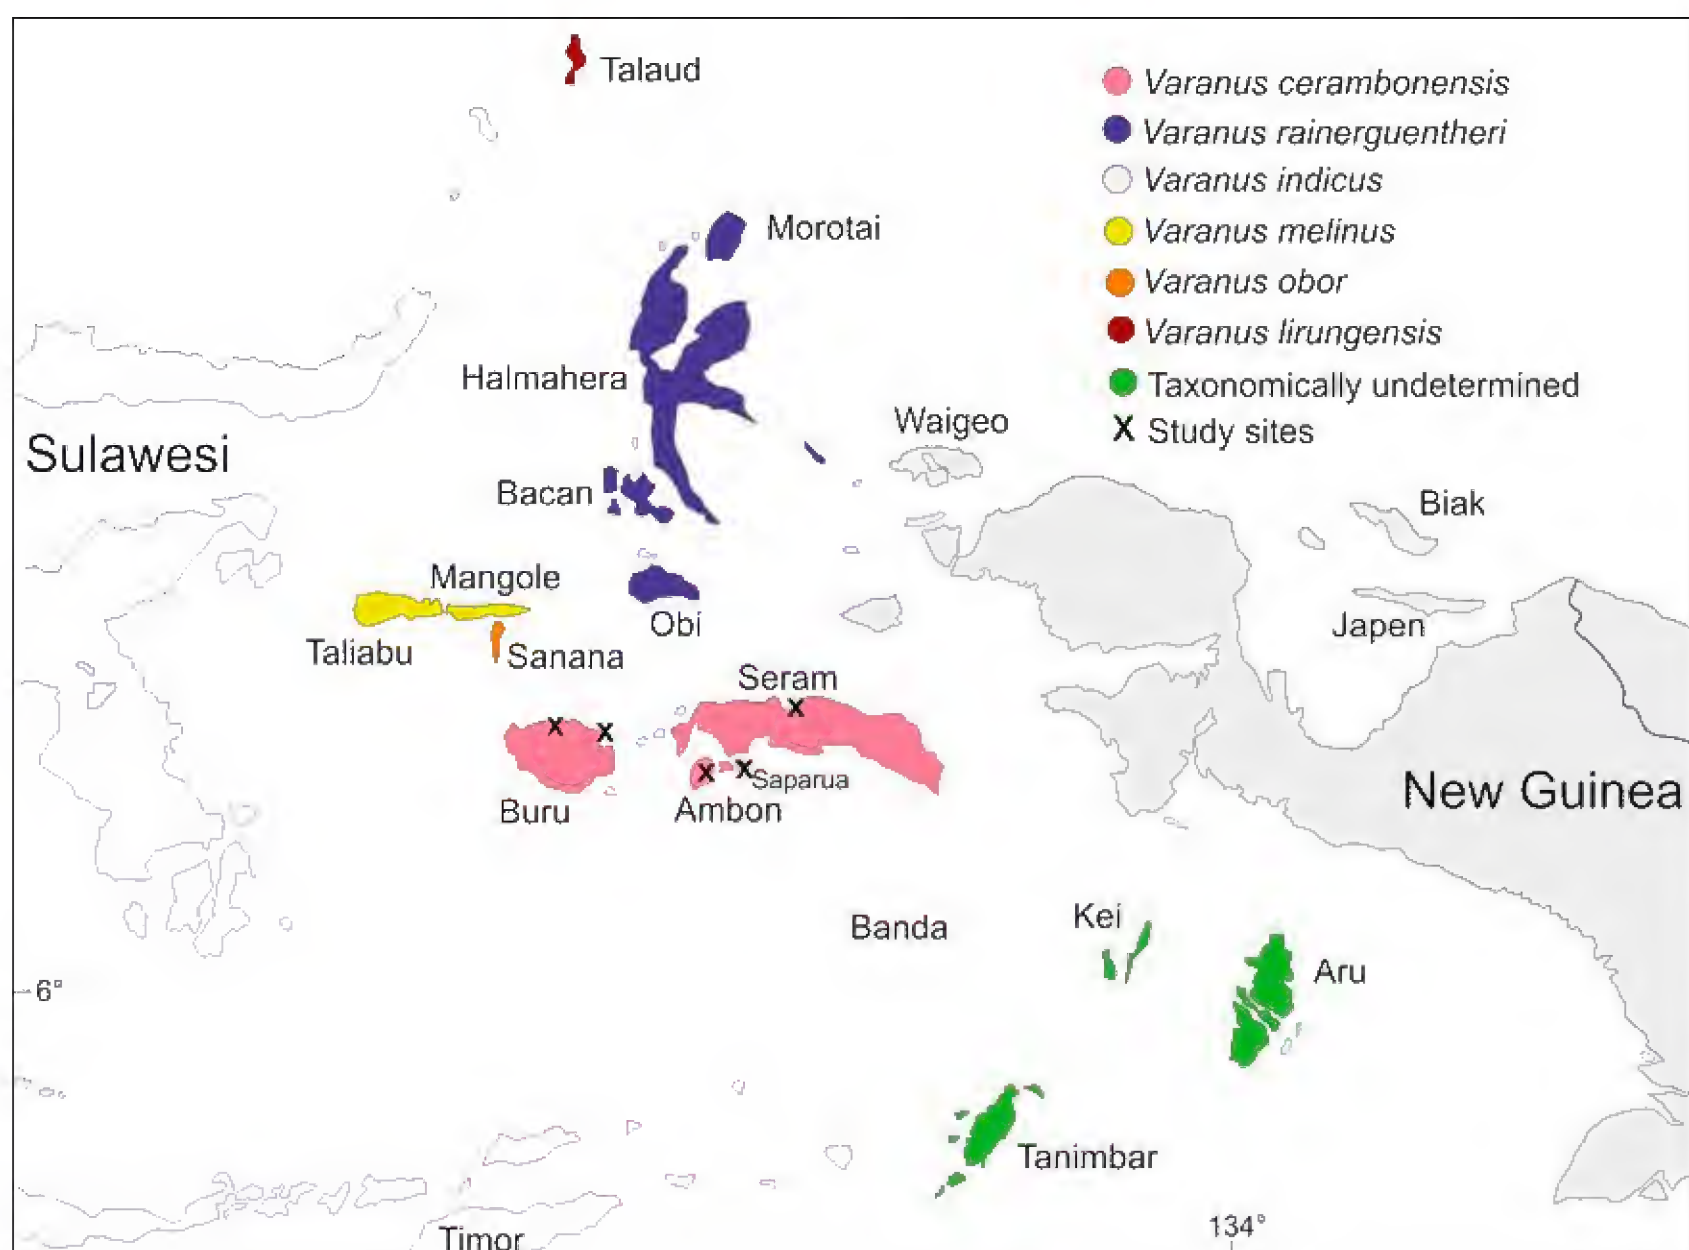 Talaud
Varanus cerambonensis
Varanus rainerguentheri
Varanus indicus
Varanus melinus
Varanus obor
Varanus lirungensis
Taxonomically undetermined
X Study sites
Morotai
Halmahera
Waigeo
Sulawesi
Bacan
Biak
Mangole
Obi
Japen
Taliabu
Sanana
Seram
X
X
X
X
X
Saparua
Buru
Ambon
New Guinea
Banda
Kei
Aru
6°
Tanimbar
134°
Timor